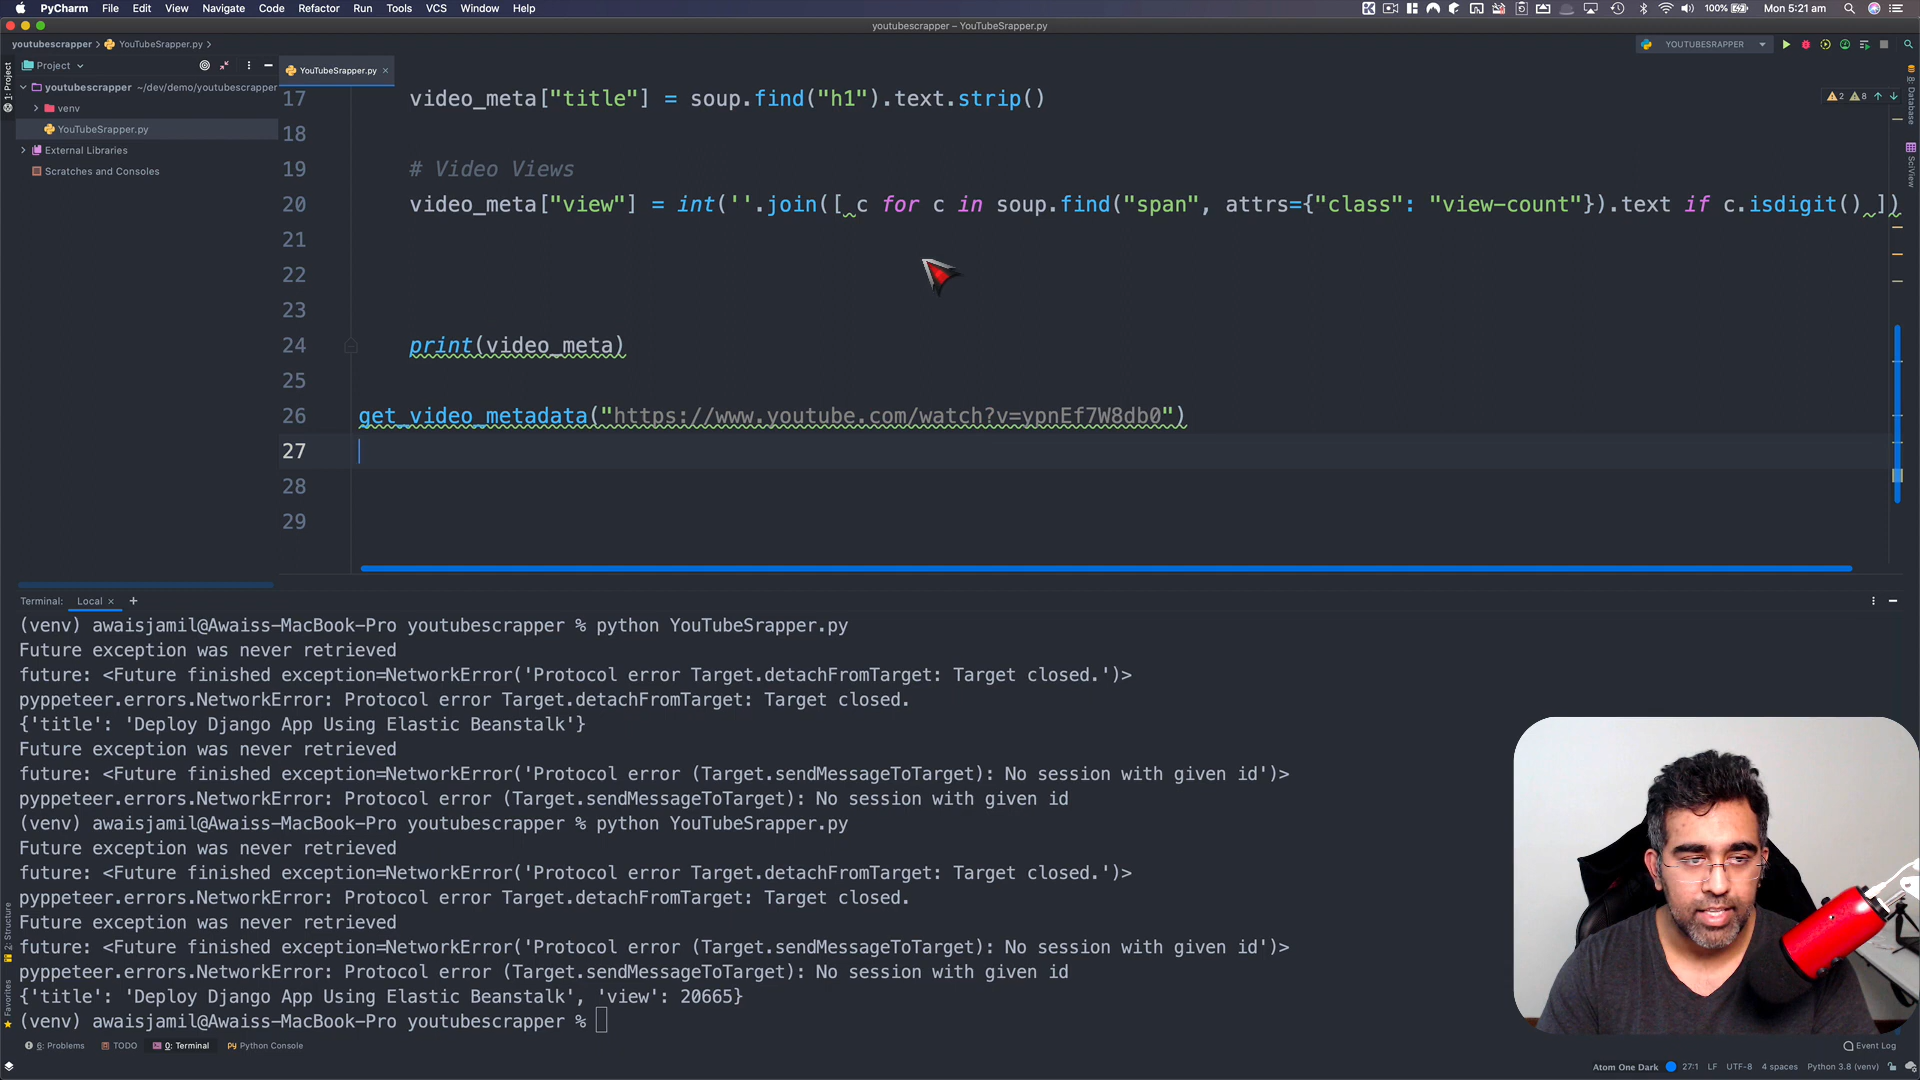 PyCharm File Edit View Navigate Code Refactor Run Tools VCS Window Help 100% Mon 5:21 am
youtubescrapper – YouTubeSrapper.py
youtubescrapper YouTubeSrapper.py YOUTUBESRAPPER
Project
YouTubeSrapper.py
1: Project
youtubescrapper ~/dev/demo/youtubescrapper
venv
YouTubeSrapper.py
External Libraries
Scratches and Consoles
2 8
8: Database
SciView
17 video_meta["title"] = soup.find("h1").text.strip()
18
19 # Video Views
20 video_meta["view"] = int(''.join([ c for c in soup.find("span", attrs={"class": "view-count"}).text if c.isdigit() ])
21
22
23
24 print(video_meta)
25
26 get_video_metadata("https://www.youtube.com/watch?v=ypnEf7W8db0")
27
28
29
Terminal: Local +
(venv) awaisjamil@Awaiss-MacBook-Pro youtubescrapper % python YouTubeSrapper.py
Future exception was never retrieved
future: <Future finished exception=NetworkError('Protocol error Target.detachFromTarget: Target closed.')>
pyppeteer.errors.NetworkError: Protocol error Target.detachFromTarget: Target closed.
{'title': 'Deploy Django App Using Elastic Beanstalk'}
Future exception was never retrieved
future: <Future finished exception=NetworkError('Protocol error (Target.sendMessageToTarget): No session with given id')>
pyppeteer.errors.NetworkError: Protocol error (Target.sendMessageToTarget): No session with given id
(venv) awaisjamil@Awaiss-MacBook-Pro youtubescrapper % python YouTubeSrapper.py
Future exception was never retrieved
future: <Future finished exception=NetworkError('Protocol error Target.detachFromTarget: Target closed.')>
pyppeteer.errors.NetworkError: Protocol error Target.detachFromTarget: Target closed.
Future exception was never retrieved
future: <Future finished exception=NetworkError('Protocol error (Target.sendMessageToTarget): No session with given id')>
pyppeteer.errors.NetworkError: Protocol error (Target.sendMessageToTarget): No session with given id
{'title': 'Deploy Django App Using Elastic Beanstalk', 'view': 20665}
(venv) awaisjamil@Awaiss-MacBook-Pro youtubescrapper %
2: Structure
Favorites
6: Problems TODO 0: Terminal Python Console Event Log
Atom One Dark 27:1 LF UTF-8 4 spaces Python 3.8 (venv)